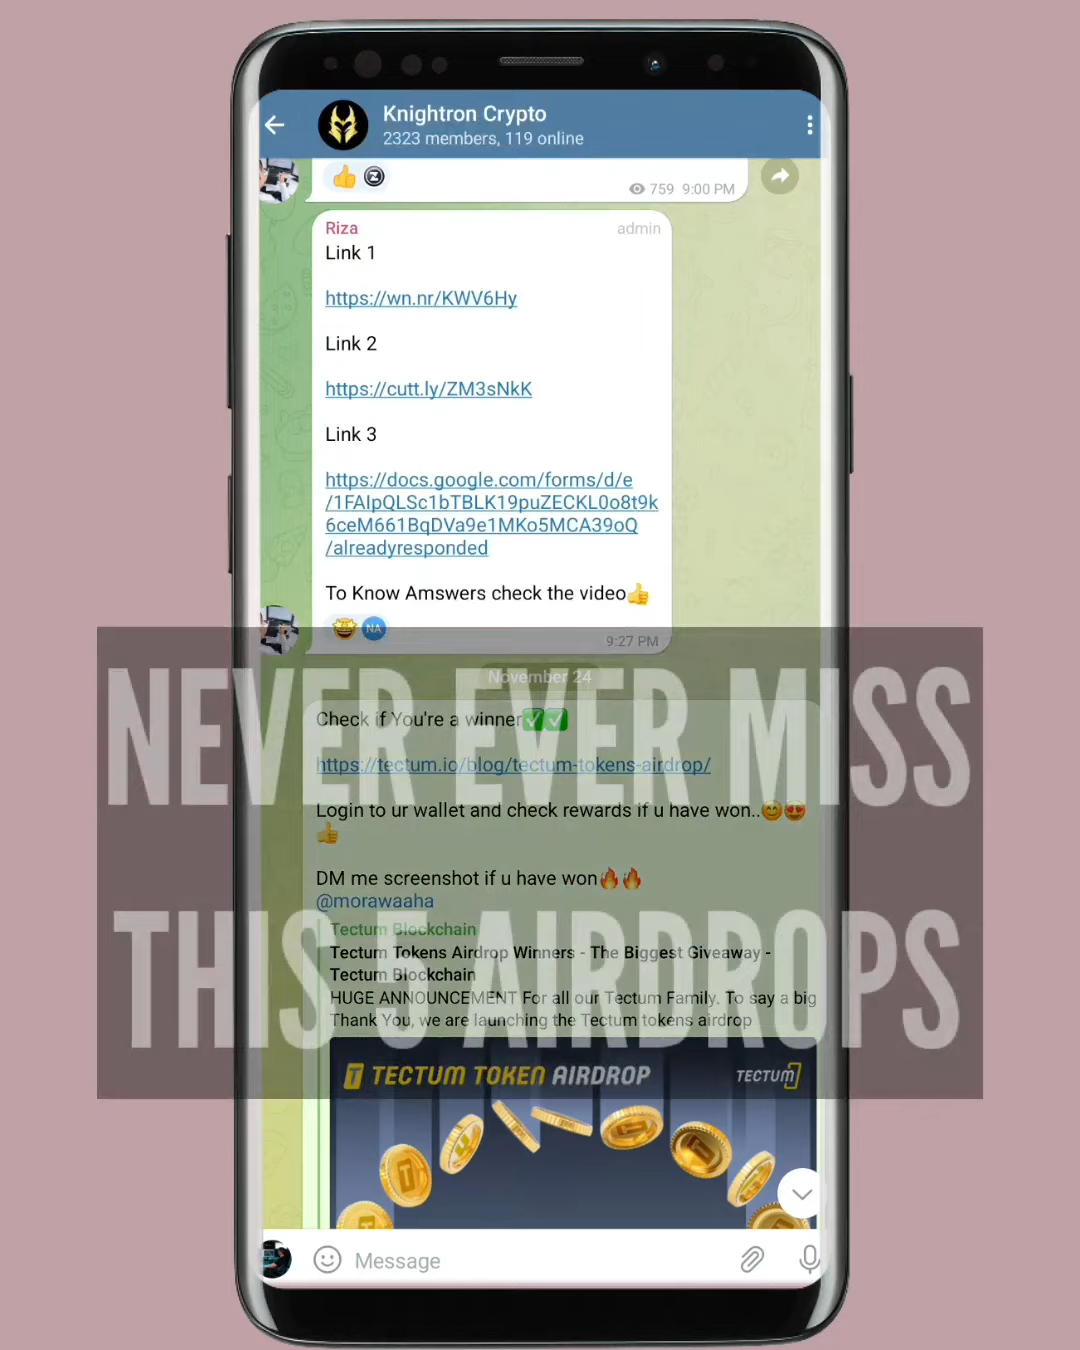 Knightron Crypto
2323 members, 119 online
759 9:00 PM
Riza admin
Link 1
https://wn.nr/KWV6Hy
Link 2
https://cutt.ly/ZM3sNkK
Link 3
https://docs.google.com/forms/d/e
/1FAIpQLSc1bTBLK19puZECKL0o8t9k
6ceM661BqDVa9e1MKo5MCA39oQ
/alreadyresponded
To Know Amswers check the video👍
NA
9:27 PM
November 24
NEVER EVER MISS
Check if You're a winner✅✅
https://tectum.io/blog/tectum-tokens-airdrop/
Login to ur wallet and check rewards if u have won..😊😍
👍
DM me screenshot if u have won🔥🔥
@morawaaha
THIS 5 AIRDROPS
Tectum Blockchain
Tectum Tokens Airdrop Winners - The Biggest Giveaway -
Tectum Blockchain
HUGE ANNOUNCEMENT For all our Tectum Family. To say a big
Thank You, we are launching the Tectum tokens airdrop
TECTUM TOKEN AIRDROP TECTUM
Message